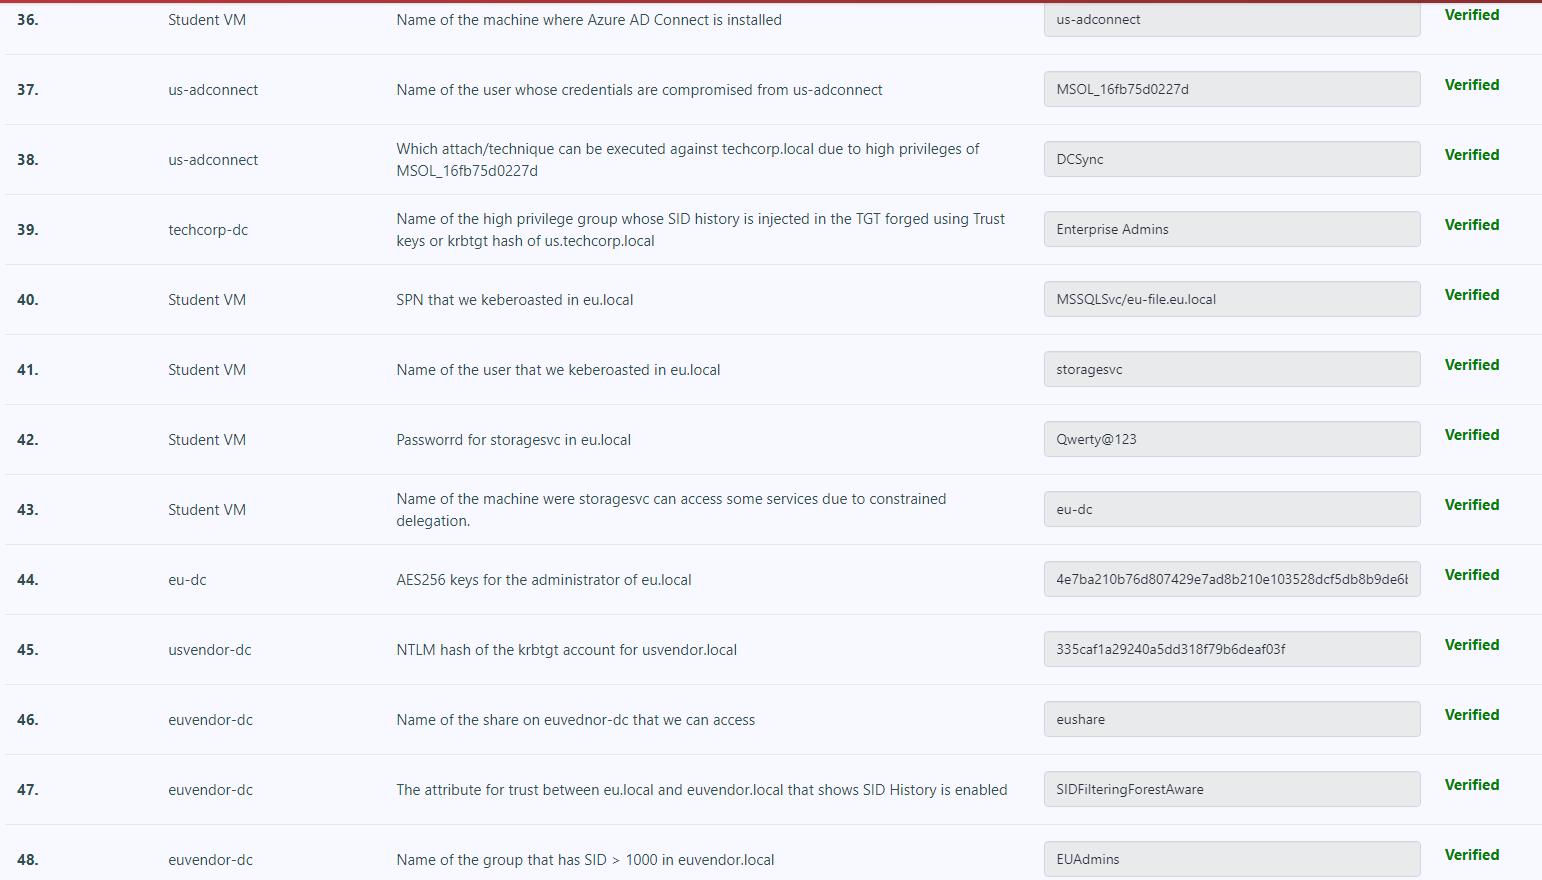 36. Student VM Name of the machine where Azure AD Connect is installed us-adconnect Verified
37. us-adconnect Name of the user whose credentials are compromised from us-adconnect MSOL_16fb75d0227d Verified
38. us-adconnect Which attach/technique can be executed against techcorp.local due to high privileges of
MSOL_16fb75d0227d DCSync Verified
39. techcorp-dc Name of the high privilege group whose SID history is injected in the TGT forged using Trust
keys or krbtgt hash of us.techcorp.local Enterprise Admins Verified
40. Student VM SPN that we keberoasted in eu.local MSSQLSvc/eu-file.eu.local Verified
41. Student VM Name of the user that we keberoasted in eu.local storagesvc Verified
42. Student VM Passworrd for storagesvc in eu.local Qwerty@123 Verified
43. Student VM Name of the machine were storagesvc can access some services due to constrained
delegation. eu-dc Verified
44. eu-dc AES256 keys for the administrator of eu.local 4e7ba210b76d807429e7ad8b210e103528dcf5db8b9de6b Verified
45. usvendor-dc NTLM hash of the krbtgt account for usvendor.local 335caf1a29240a5dd318f79b6deaf03f Verified
46. euvendor-dc Name of the share on euvednor-dc that we can access eushare Verified
47. euvendor-dc The attribute for trust between eu.local and euvendor.local that shows SID History is enabled SIDFilteringForestAware Verified
48. euvendor-dc Name of the group that has SID > 1000 in euvendor.local EUAdmins Verified